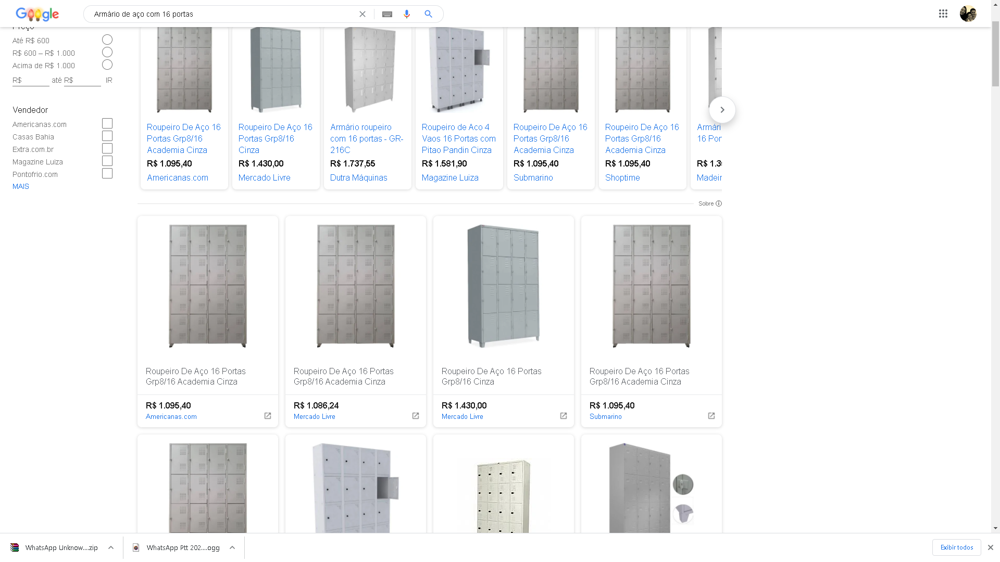 Google
Armário de aço com 16 portas
Preço
Até R$ 600
R$ 600 – R$ 1.000
Acima de R$ 1.000
R$ até R$ IR
Vendedor
Americanas.com
Casas Bahia
Extra.com.br
Magazine Luiza
Pontofrio.com
MAIS
Roupeiro De Aço 16
Portas Grp8/16
Academia Cinza
R$ 1.095,40
Americanas.com
Roupeiro De Aço 16
Portas Grp8/16
Cinza
R$ 1.430,00
Mercado Livre
Armário roupeiro
com 16 portas - GR-
216C
R$ 1.737,55
Dutra Máquinas
Roupeiro de Aco 4
Vaos 16 Portas com
Pitao Pandin Cinza
R$ 1.581,90
Magazine Luiza
Roupeiro De Aço 16
Portas Grp8/16
Academia Cinza
R$ 1.095,40
Submarino
Roupeiro De Aço 16
Portas Grp8/16
Academia Cinza
R$ 1.095,40
Shoptime
Armári
16 Por
R$ 1.3
Madeir
Sobre
Roupeiro De Aço 16 Portas
Grp8/16 Academia Cinza
R$ 1.095,40
Americanas.com
Roupeiro De Aço 16 Portas
Grp8/16 Academia Cinza
R$ 1.086,24
Mercado Livre
Roupeiro De Aço 16 Portas
Grp8/16 Cinza
R$ 1.430,00
Mercado Livre
Roupeiro De Aço 16 Portas
Grp8/16 Academia Cinza
R$ 1.095,40
Submarino
WhatsApp Unknow....zip
WhatsApp Ptt 202....ogg
Exibir todos